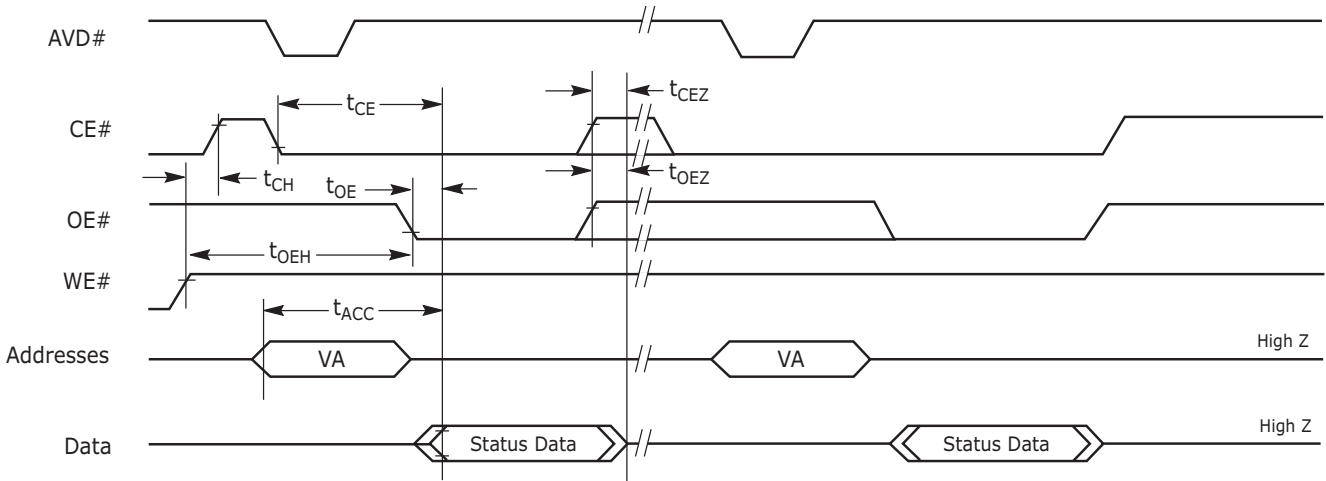 AVD#
tCEZ
tCE
CE#
tCH
tOE
tOEZ
OE#
tOEH
WE#
tACC
High Z
Addresses
VA
VA
High Z
Data
Status Data
Status Data